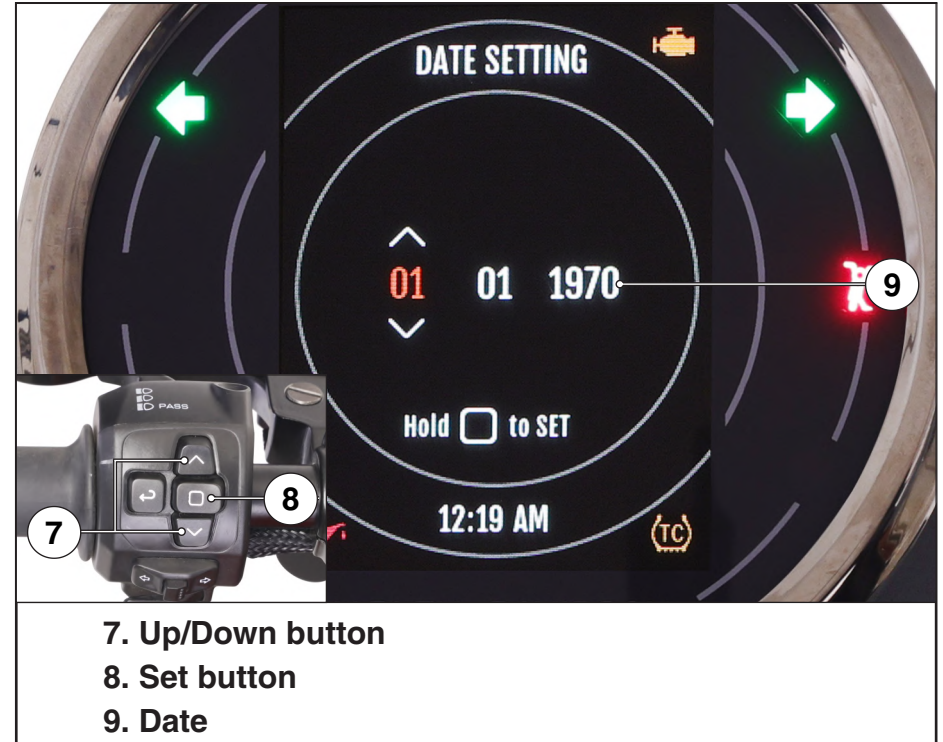 DATE SETTING
01 01 1970
9
Hold to SET
PASS
8
7
12:19 AM
TC
7. Up/Down button
8. Set button
9. Date